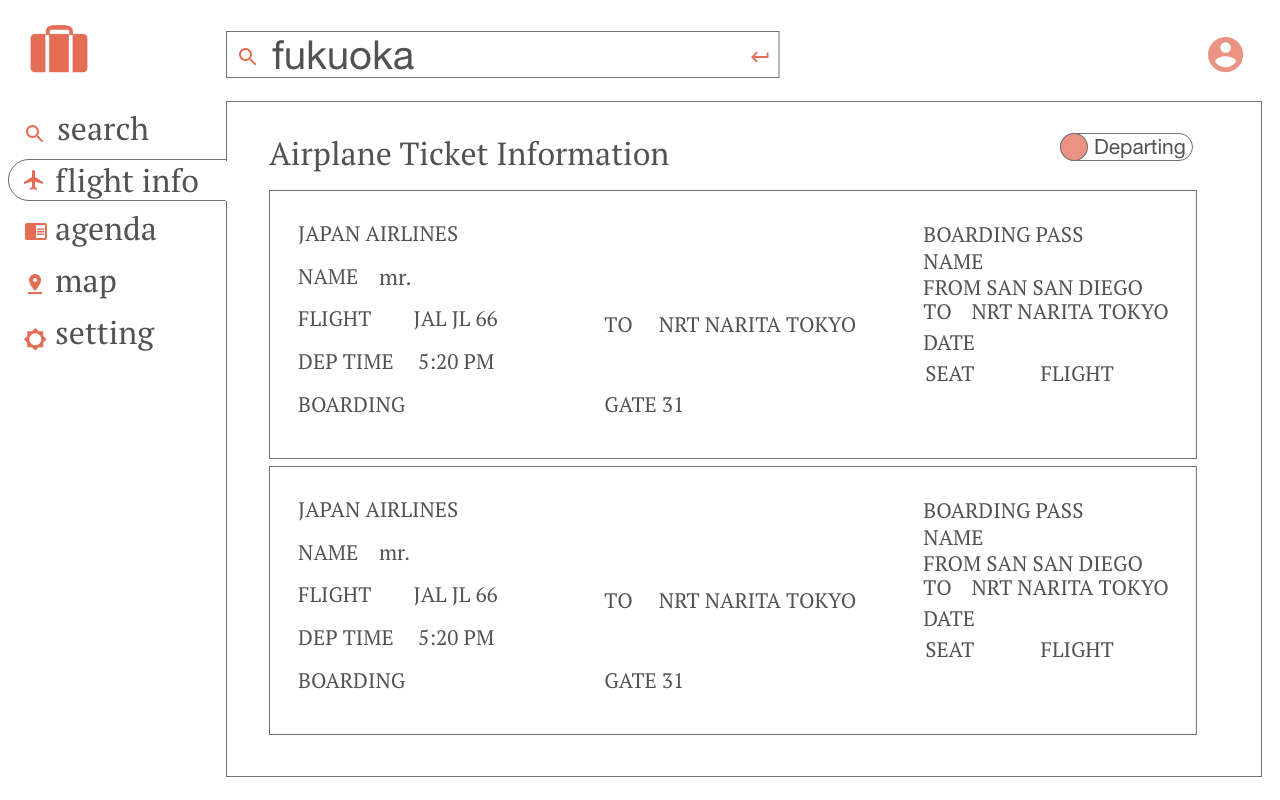 fukuoka
search
flight info
agenda
map
setting
Airplane Ticket Information
Departing
JAPAN AIRLINES
NAME mr.
FLIGHT JAL JL 66
DEP TIME 5:20 PM
BOARDING
TO NRT NARITA TOKYO
GATE 31
BOARDING PASS
NAME
FROM SAN SAN DIEGO
TO NRT NARITA TOKYO
DATE
SEAT FLIGHT
JAPAN AIRLINES
NAME mr.
FLIGHT JAL JL 66
DEP TIME 5:20 PM
BOARDING
TO NRT NARITA TOKYO
GATE 31
BOARDING PASS
NAME
FROM SAN SAN DIEGO
TO NRT NARITA TOKYO
DATE
SEAT FLIGHT